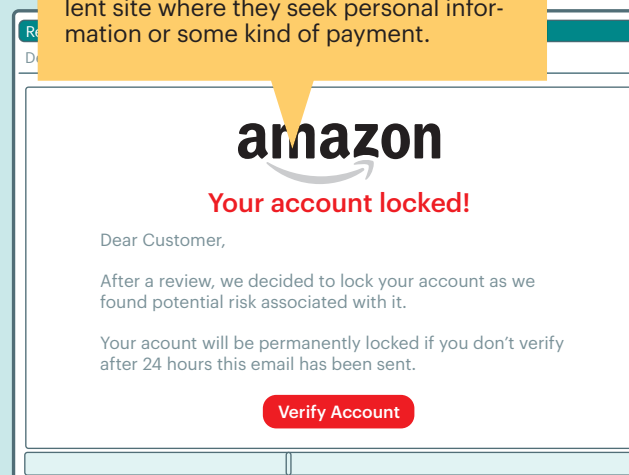 lent site where they seek personal infor-
mation or some kind of payment.
Re
D
amazon
Your account locked!
Dear Customer,
After a review, we decided to lock your account as we
found potential risk associated with it.
Your acount will be permanently locked if you don’t verify
after 24 hours this email has been sent.
Verify Account